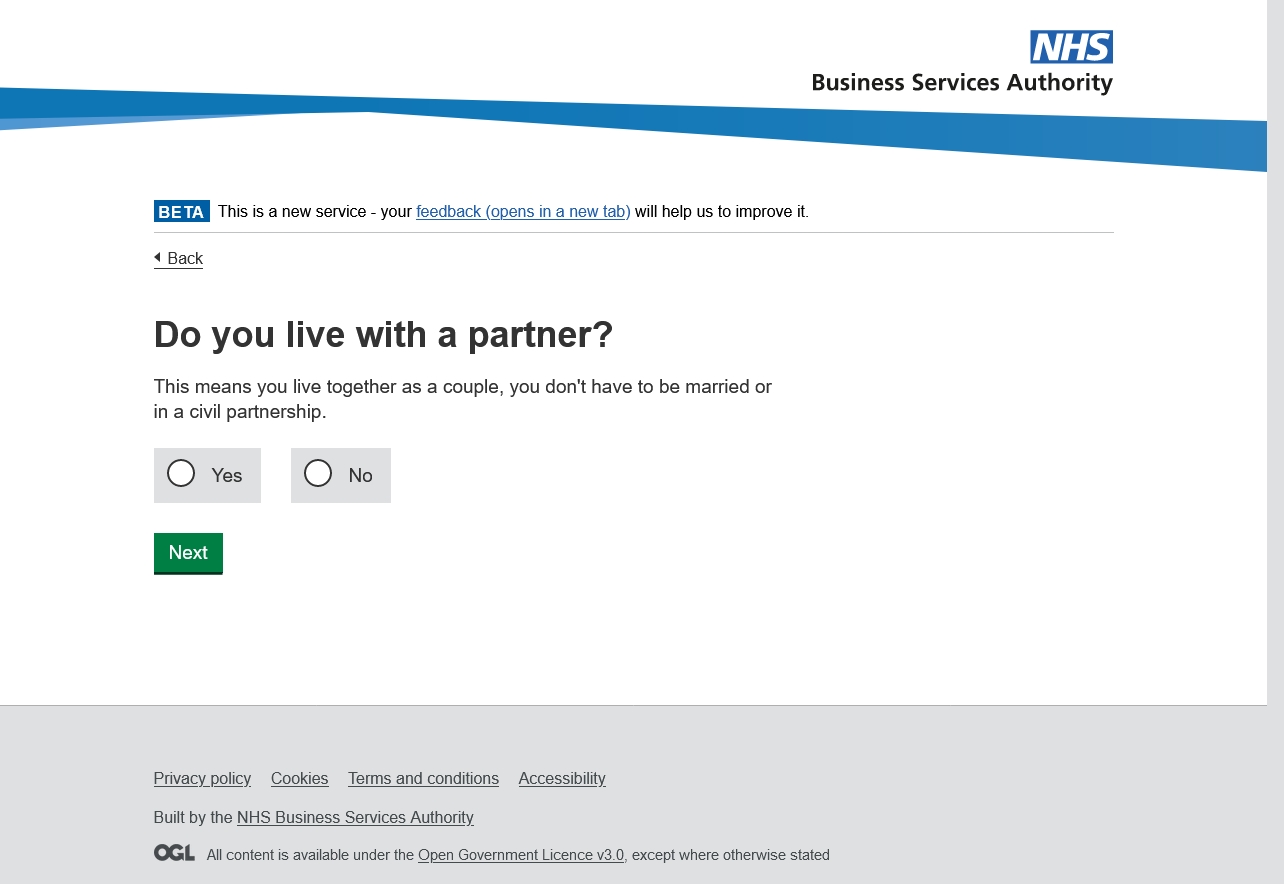 NHS
Business Services Authority
BETA This is a new service - your feedback (opens in a new tab) will help us to improve it.
Back
Do you live with a partner?
This means you live together as a couple, you don't have to be married or
in a civil partnership.
Yes No
Next
Privacy policy Cookies Terms and conditions Accessibility
Built by the NHS Business Services Authority
OGL All content is available under the Open Government Licence v3.0, except where otherwise stated